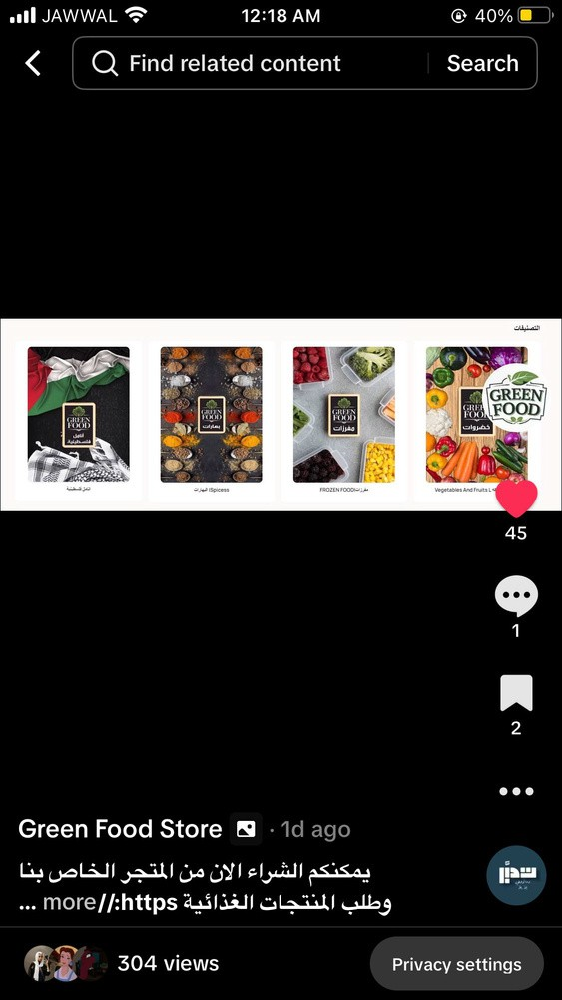 JAWWAL
12:18 AM
40%
Find related content
Search
التصنيفات
GREEN
FOOD
أنامل
فلسطينية
GREEN
FOOD
بهارات
GREEN
FOOD
مفرزات
GREEN
FOOD
خضروات
GREEN
FOOD
أنامل فلسطينية
البهارات |Spicess
FROZEN FOOD|مفرزات
Vegetables And Fruits
45
1
2
Green Food Store · 1d ago
يمكنكم الشراء الان من المتجر الخاص بنا
وطلب المنتجات الغذائية https:// more ...
304 views
Privacy settings